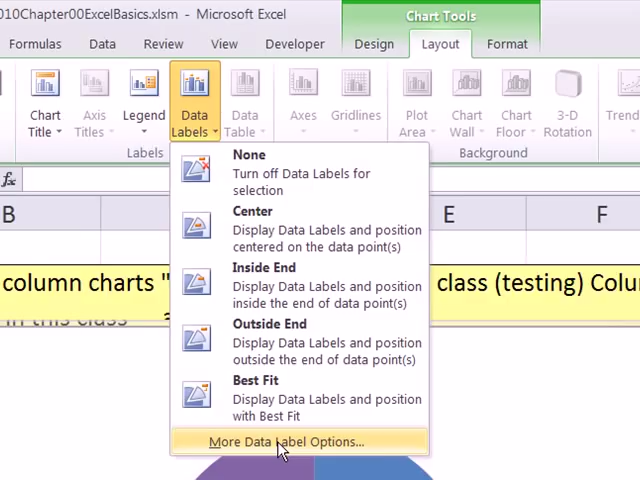 010Chapter00ExcelBasics.xlsm - Microsoft Excel
Chart Tools
Formulas Data Review View Developer Design Layout Format
Chart Title Axis Titles Legend Data Labels Data Table Axes Gridlines Plot Area Chart Wall Chart Floor 3-D Rotation Trend
Labels Background
fx
B E F
column charts " class (testing) Colu
in this class
None
Turn off Data Labels for
selection
Center
Display Data Labels and position
centered on the data point(s)
Inside End
Display Data Labels and position
inside the end of data point(s)
Outside End
Display Data Labels and position
outside the end of data point(s)
Best Fit
Display Data Labels and position
with Best Fit
More Data Label Options...